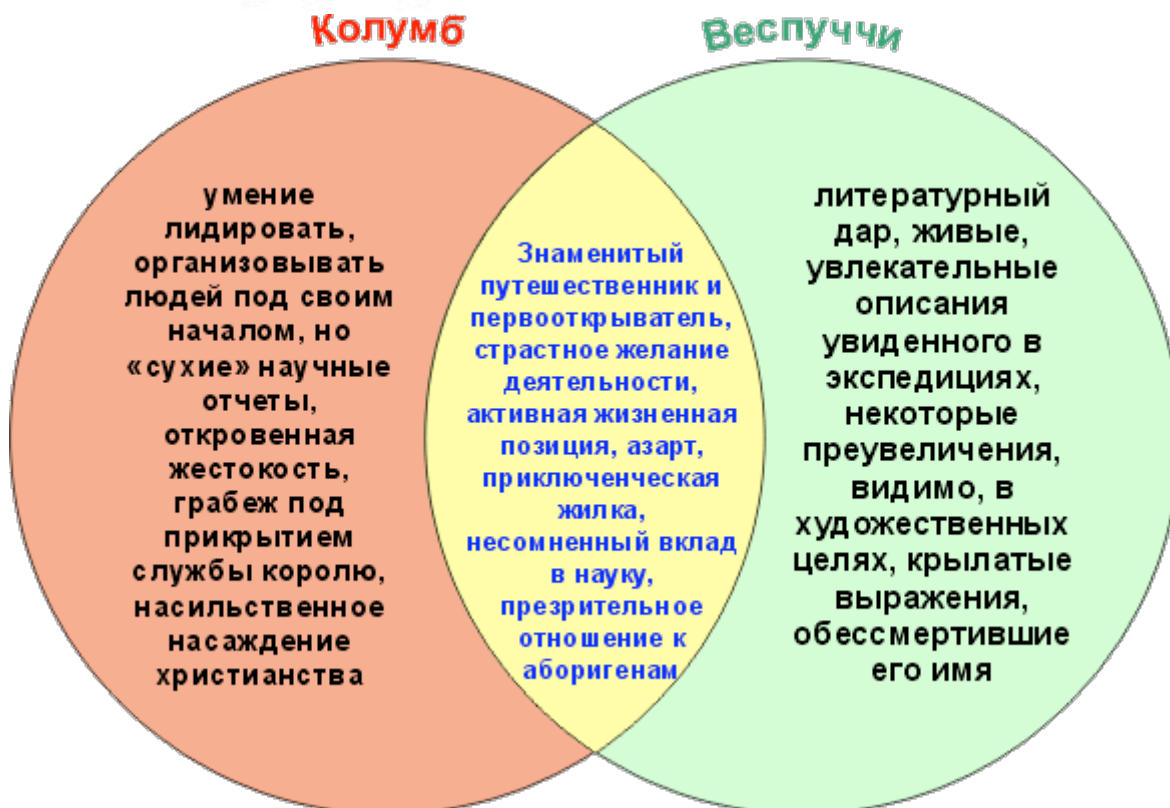 Колумб
Веспуччи
умение
лидировать,
организовывать
людей под своим
началом, но
«сухие» научные
отчеты,
откровенная
жестокость,
грабеж под
прикрытием
службы королю,
насильственное
насаждение
христианства
Знаменитый
путешественник и
первооткрыватель,
страстное желание
деятельности,
активная жизненная
позиция, азарт,
приключенческая
жилка,
несомненный вклад
в науку,
презрительное
отношение к
аборигенам
литературный
дар, живые,
увлекательные
описания
увиденного в
экспедициях,
некоторые
преувеличения,
видимо, в
художественных
целях, крылатые
выражения,
обессмертившие
его имя